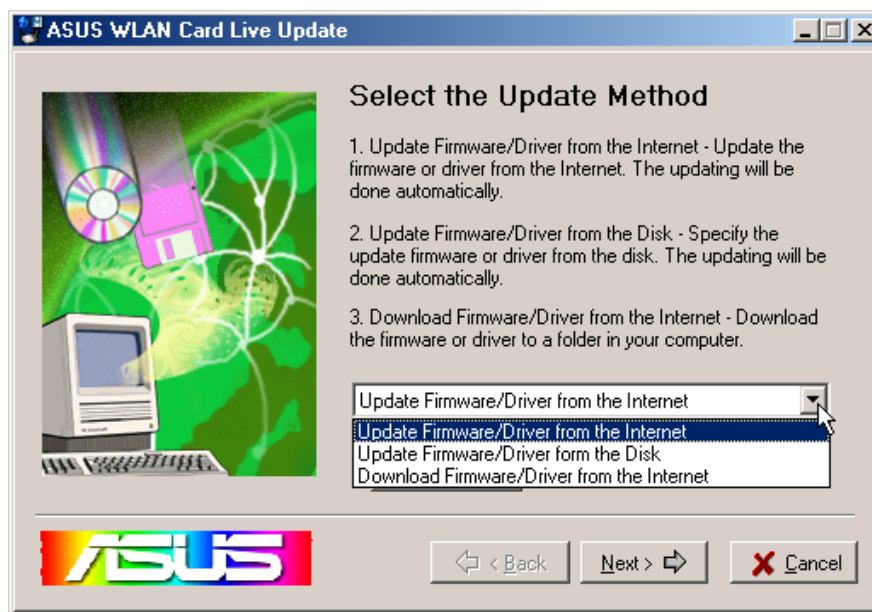 ASUS WLAN Card Live Update
Select the Update Method
1. Update Firmware/Driver from the Internet - Update the
firmware or driver from the Internet. The updating will be
done automatically.
2. Update Firmware/Driver from the Disk - Specify the
update firmware or driver from the disk. The updating will be
done automatically.
3. Download Firmware/Driver from the Internet - Download
the firmware or driver to a folder in your computer.
Update Firmware/Driver from the Internet
Update Firmware/Driver from the Internet
Update Firmware/Driver form the Disk
Download Firmware/Driver from the Internet
ASUS
< Back
Next >
Cancel